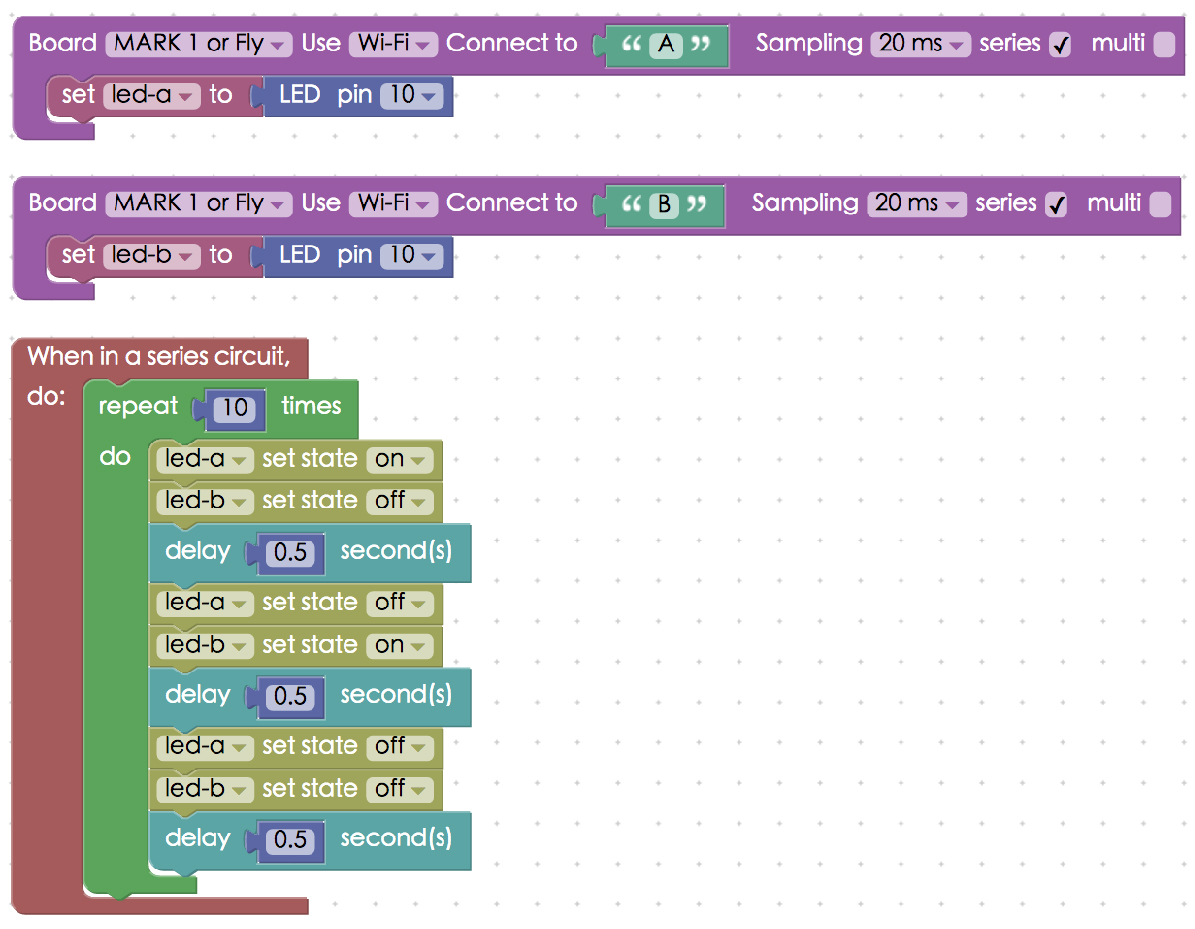 Board MARK 1 or Fly Use Wi-Fi Connect to “ A ” Sampling 20 ms series ✓ multi
set led-a to LED pin 10
Board MARK 1 or Fly Use Wi-Fi Connect to “ B ” Sampling 20 ms series ✓ multi
set led-b to LED pin 10
When in a series circuit,
do:
repeat 10 times
do
led-a set state on
led-b set state off
delay 0.5 second(s)
led-a set state off
led-b set state on
delay 0.5 second(s)
led-a set state off
led-b set state off
delay 0.5 second(s)